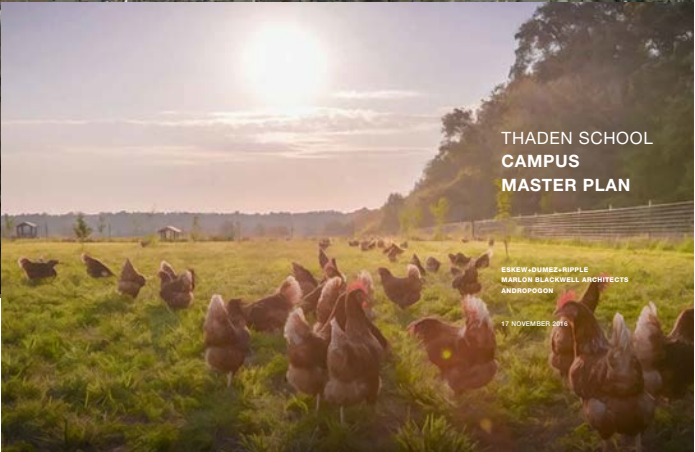 THADEN SCHOOL
CAMPUS
MASTER PLAN
ESKEW+DUMEZ+RIPPLE
MARLON BLACKWELL ARCHITECTS
ANDROPOGON
17 NOVEMBER 2016